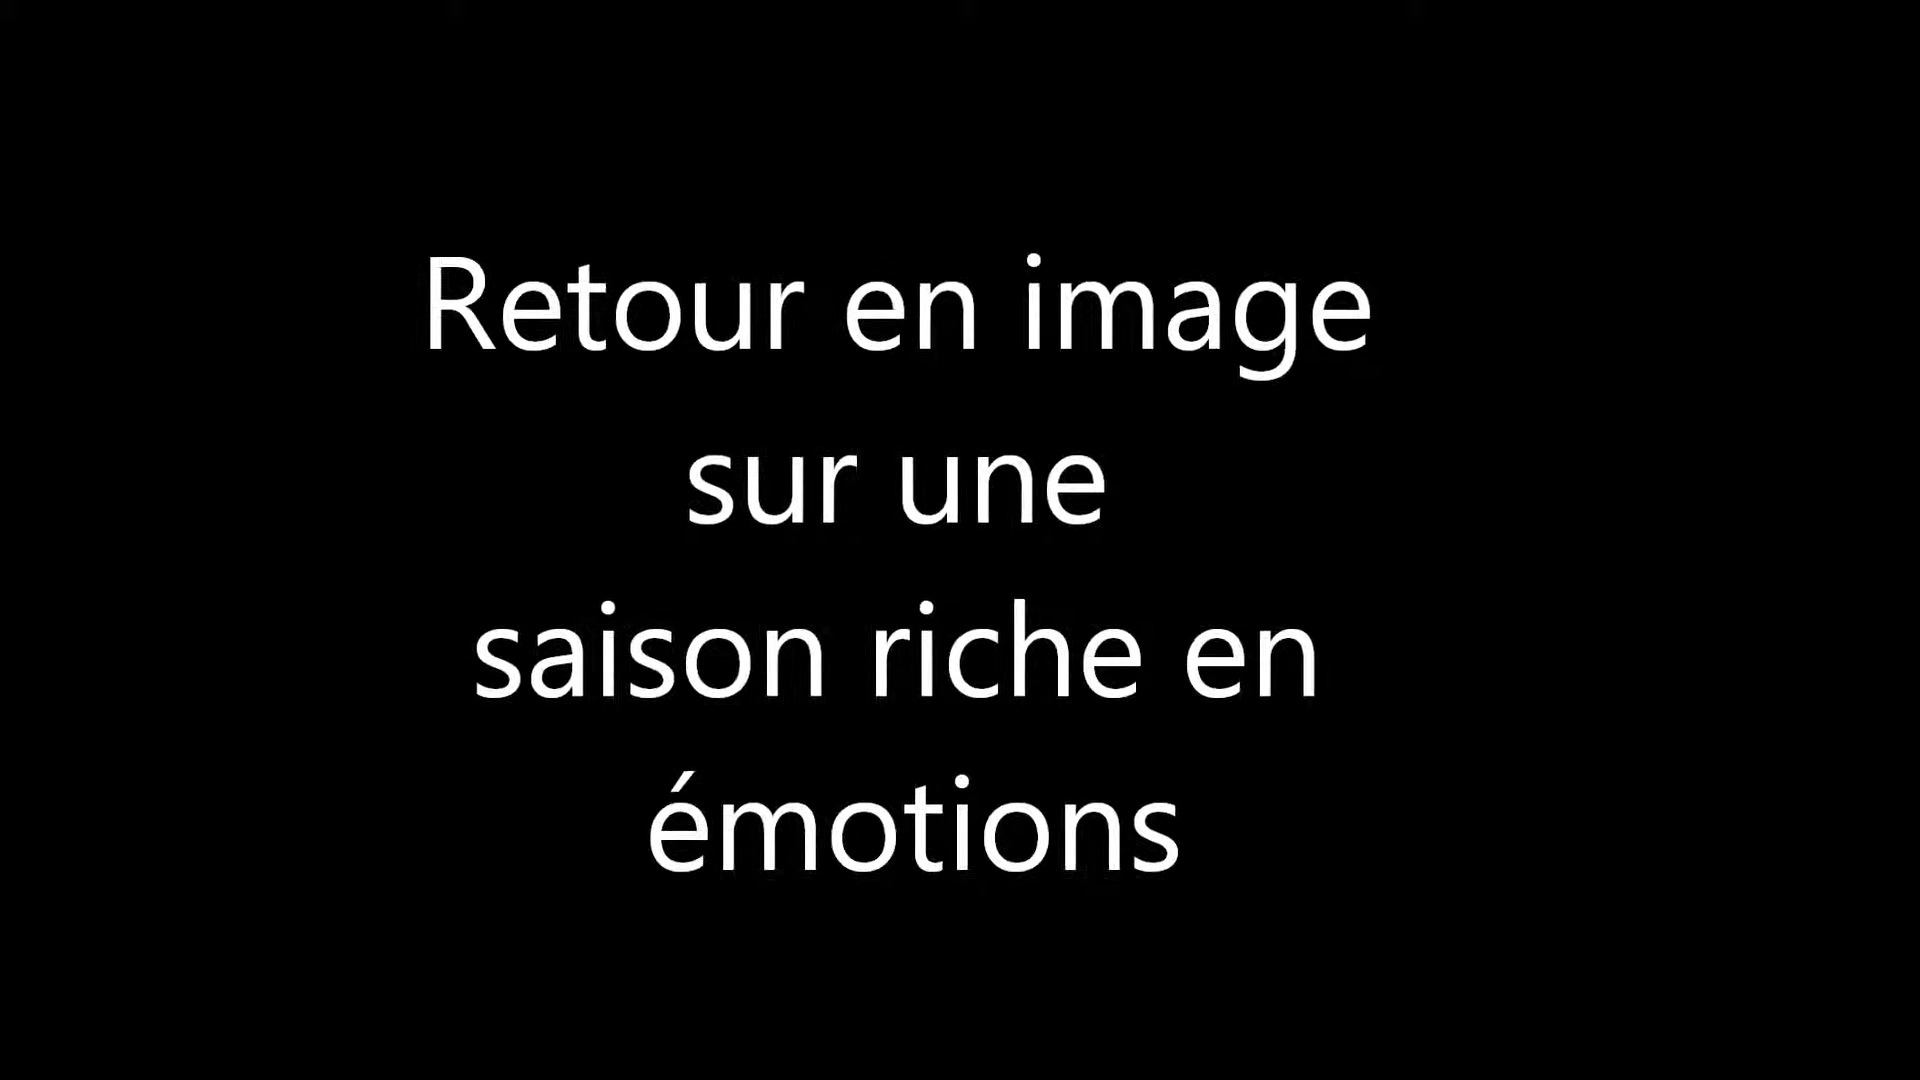 Retour en image
sur une
saison riche en
émotions